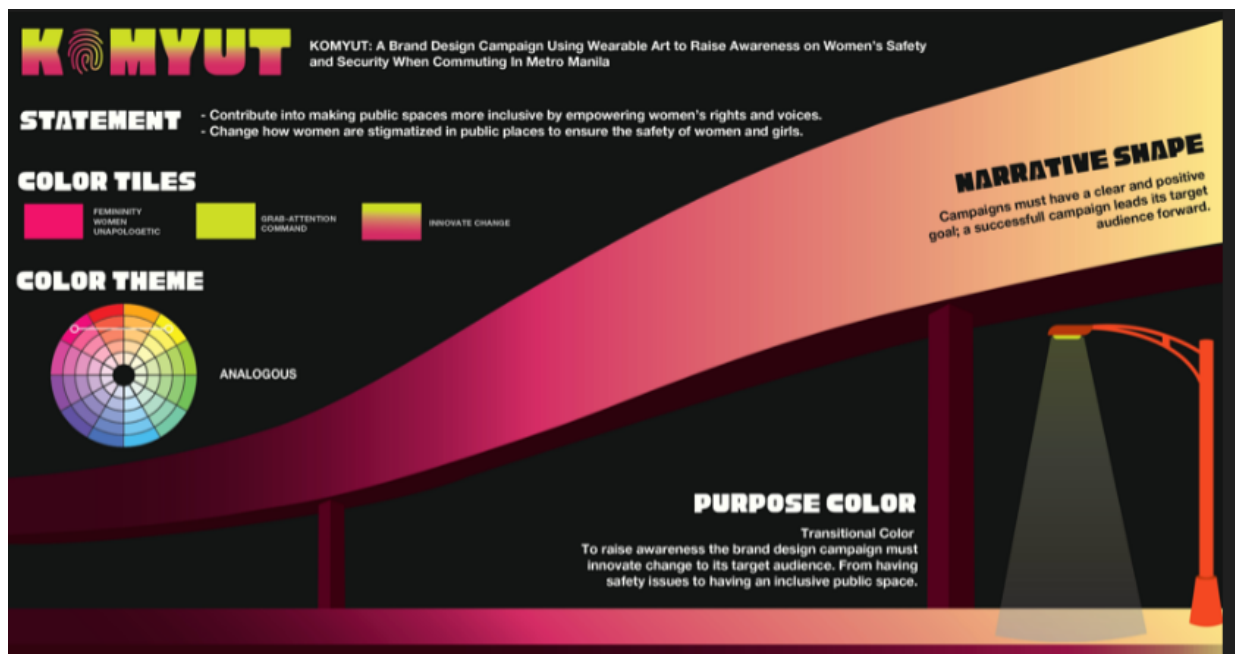 KOMYUT
KOMYUT: A Brand Design Campaign Using Wearable Art to Raise Awareness on Women's Safety
and Security When Commuting In Metro Manila
STATEMENT
- Contribute into making public spaces more inclusive by empowering women's rights and voices.
- Change how women are stigmatized in public places to ensure the safety of women and girls.
COLOR TILES
FEMININITY
WOMEN
UNAPOLOGETIC
GRAB-ATTENTION
COMMAND
INNOVATE CHANGE
COLOR THEME
ANALOGOUS
NARRATIVE SHAPE
Campaigns must have a clear and positive
goal; a successfull campaign leads its target
audience forward.
PURPOSE COLOR
Transitional Color
To raise awareness the brand design campaign must
innovate change to its target audience. From having
safety issues to having an inclusive public space.